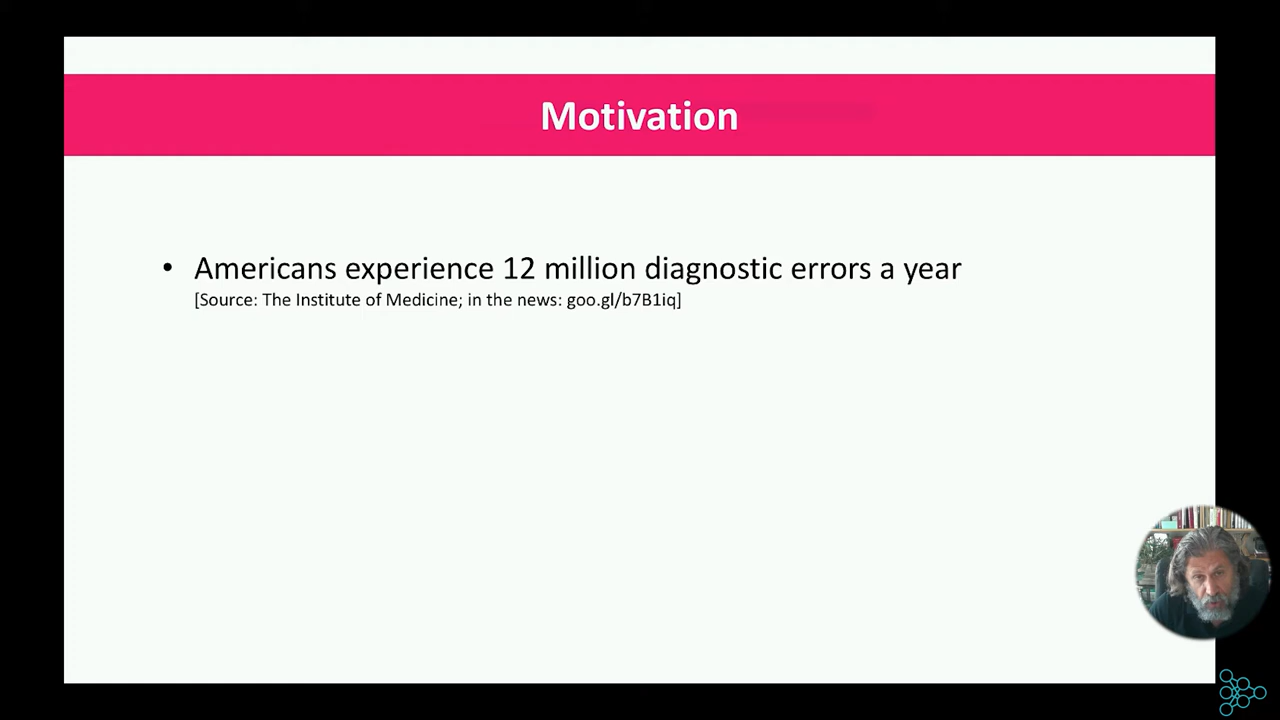 Motivation
• Americans experience 12 million diagnostic errors a year
[Source: The Institute of Medicine; in the news: goo.gl/b7B1iq]